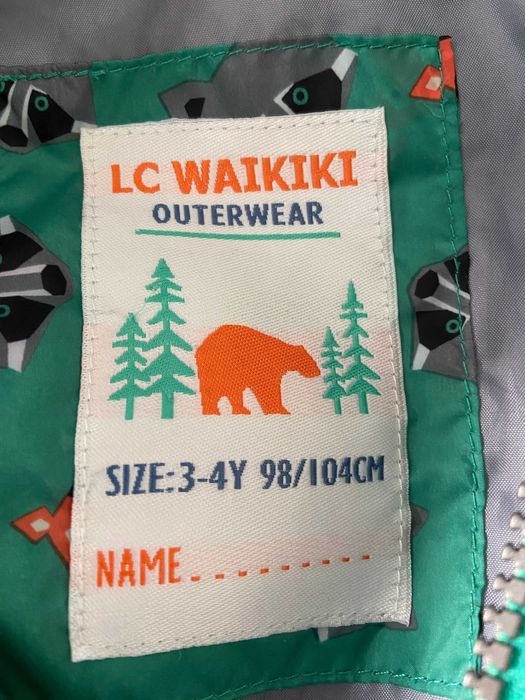 LC WAIKIKI
OUTERWEAR
SIZE:3-4Y 98/104CM
NAME.........